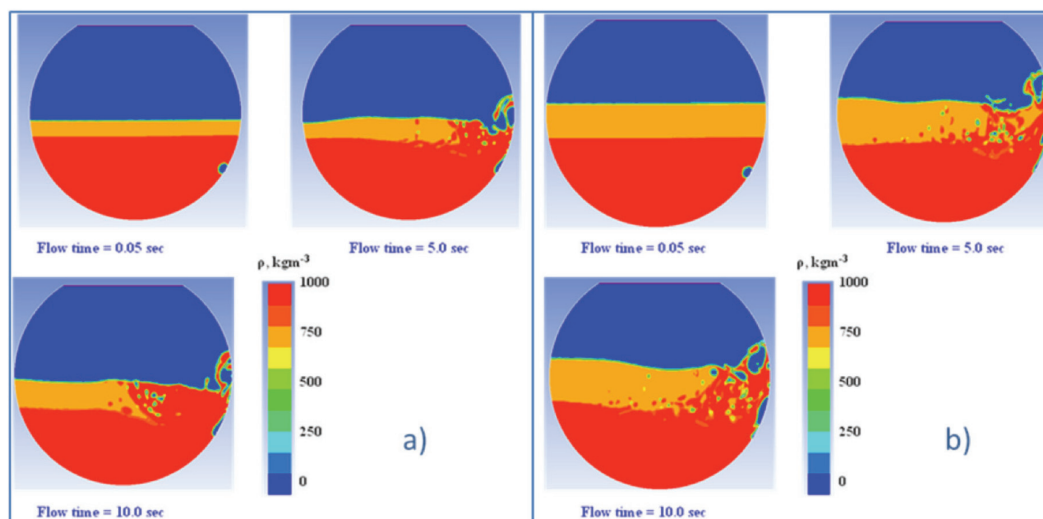 Flow time = 0.05 sec
Flow time = 5.0 sec
ρ, kgm-3
1000
750
500
250
0
a)
Flow time = 10.0 sec
Flow time = 0.05 sec
Flow time = 5.0 sec
ρ, kgm-3
1000
750
500
250
0
b)
Flow time = 10.0 sec